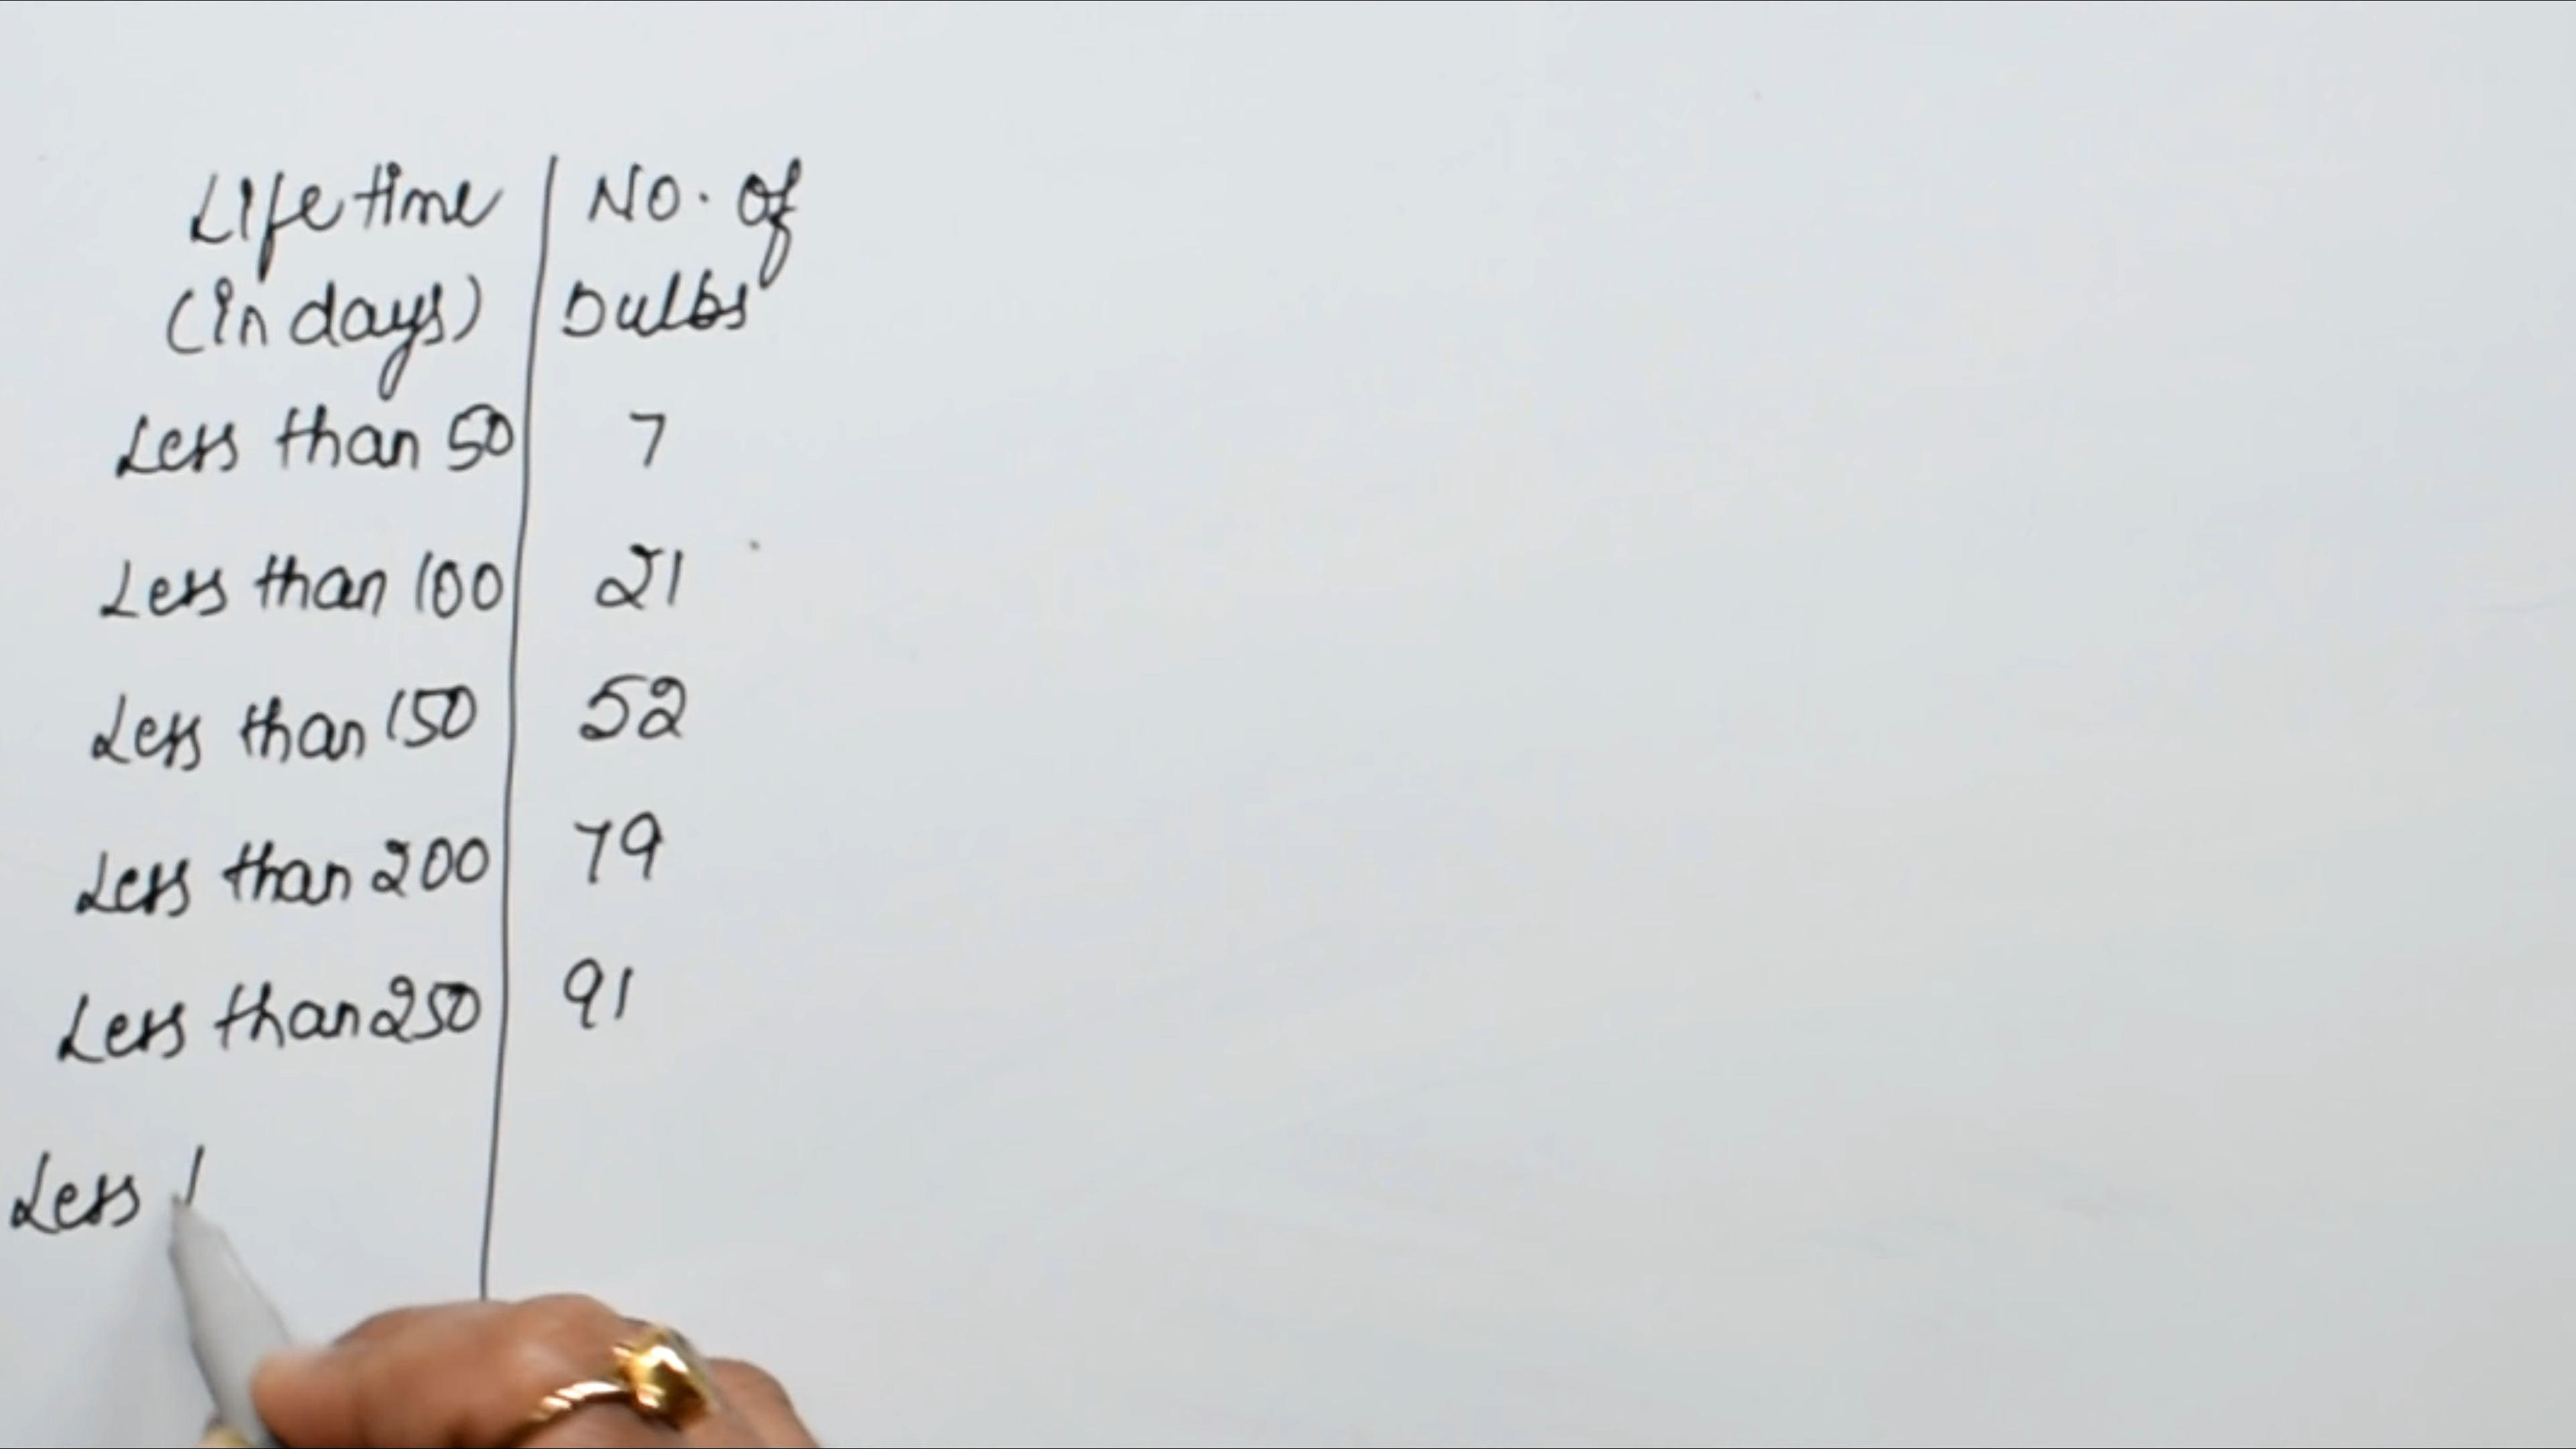 Life time No. of
(in days) bulbs
Less than 50 7
Less than 100 21
Less than 150 52
Less than 200 79
Less than 250 91
Less